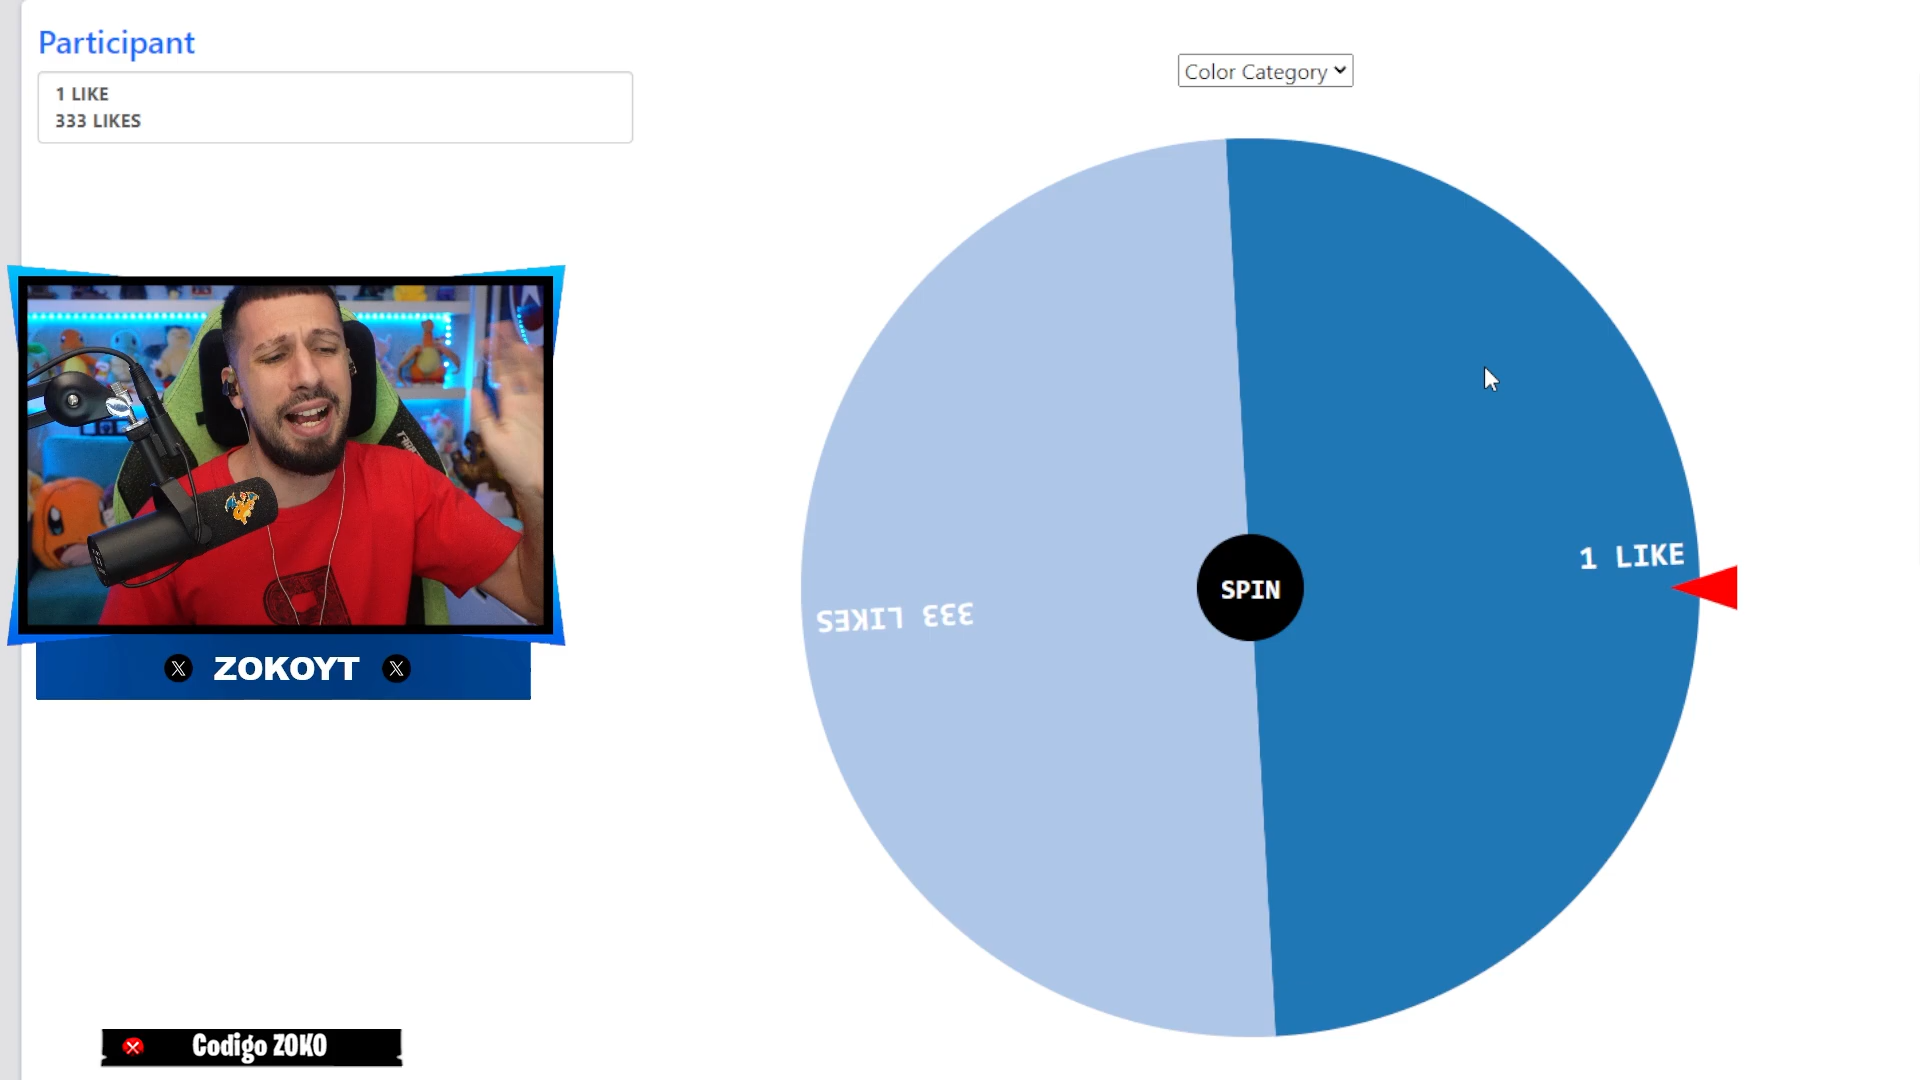 Participant
1 LIKE
333 LIKES
Color Category
1 LIKE
333 LIKES
SPIN
ZOKOYT
Codigo ZOKO